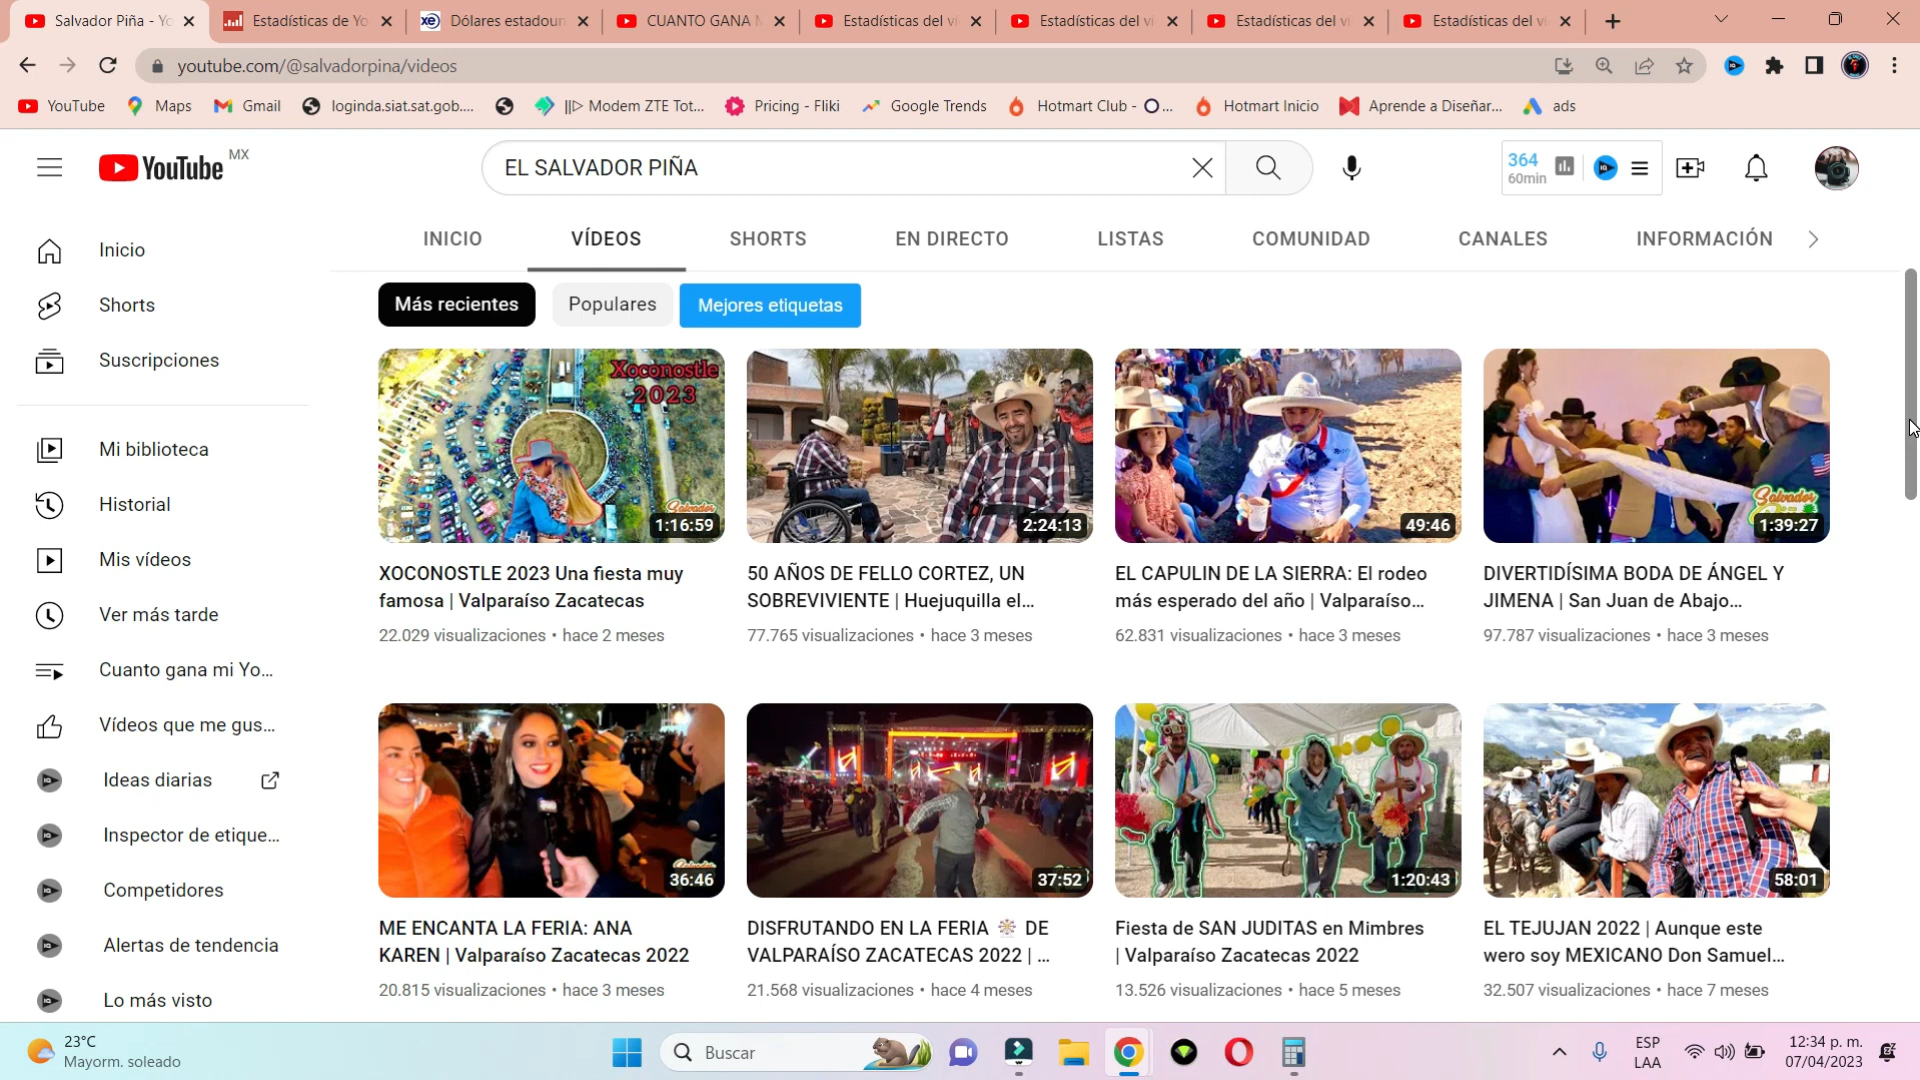 Salvador Piña - Yo
Estadísticas de Yo
Dólares estadour
CUANTO GANA
Estadísticas del ví
Estadísticas del ví
Estadísticas del ví
Estadísticas del ví
youtube.com/@salvadorpina/videos
YouTube
Maps
Gmail
loginda.siat.sat.gob....
||▷ Modem ZTE Tot...
Pricing - Fliki
Google Trends
Hotmart Club - O...
Hotmart Inicio
Aprende a Diseñar...
ads
YouTube MX
EL SALVADOR PIÑA
364
60min
INICIO
VÍDEOS
SHORTS
EN DIRECTO
LISTAS
COMUNIDAD
CANALES
INFORMACIÓN
Más recientes
Populares
Mejores etiquetas
Inicio
Shorts
Suscripciones
Mi biblioteca
Historial
Mis vídeos
Ver más tarde
Cuanto gana mi Yo...
Vídeos que me gus...
Ideas diarias
Inspector de etique...
Competidores
Alertas de tendencia
Lo más visto
Xoconostle
2023
Salvador
1:16:59
2:24:13
49:46
Salvador
1:39:27
XOCONOSTLE 2023 Una fiesta muy
famosa | Valparaíso Zacatecas
22.029 visualizaciones • hace 2 meses
50 AÑOS DE FELLO CORTEZ, UN
SOBREVIVIENTE | Huejuquilla el...
77.765 visualizaciones • hace 3 meses
EL CAPULIN DE LA SIERRA: El rodeo
más esperado del año | Valparaíso...
62.831 visualizaciones • hace 3 meses
DIVERTIDÍSIMA BODA DE ÁNGEL Y
JIMENA | San Juan de Abajo...
97.787 visualizaciones • hace 3 meses
Salvador
36:46
37:52
1:20:43
58:01
ME ENCANTA LA FERIA: ANA
KAREN | Valparaíso Zacatecas 2022
20.815 visualizaciones • hace 3 meses
DISFRUTANDO EN LA FERIA 🎡 DE
VALPARAÍSO ZACATECAS 2022 | ...
21.568 visualizaciones • hace 4 meses
Fiesta de SAN JUDITAS en Mimbres
| Valparaíso Zacatecas 2022
13.526 visualizaciones • hace 5 meses
EL TEJUJAN 2022 | Aunque este
wero soy MEXICANO Don Samuel...
32.507 visualizaciones • hace 7 meses
23°C
Mayorm. soleado
Buscar
ESP
LAA
12:34 p. m.
07/04/2023